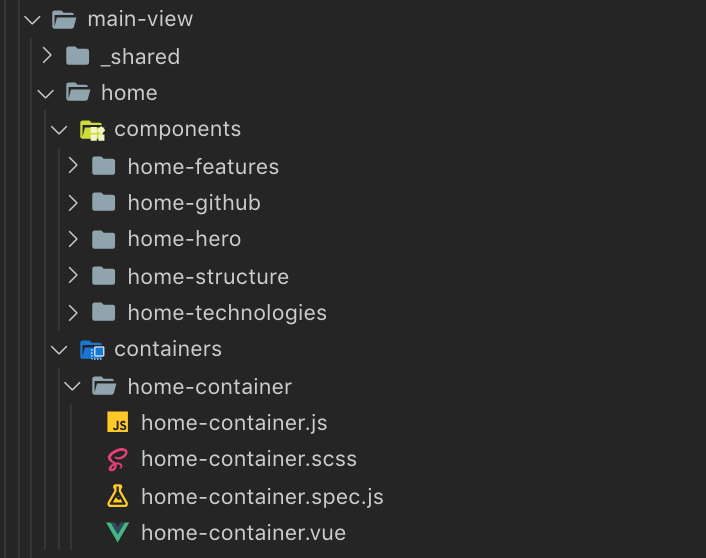 main-view
_shared
home
components
home-features
home-github
home-hero
home-structure
home-technologies
containers
home-container
JS home-container.js
home-container.scss
home-container.spec.js
home-container.vue